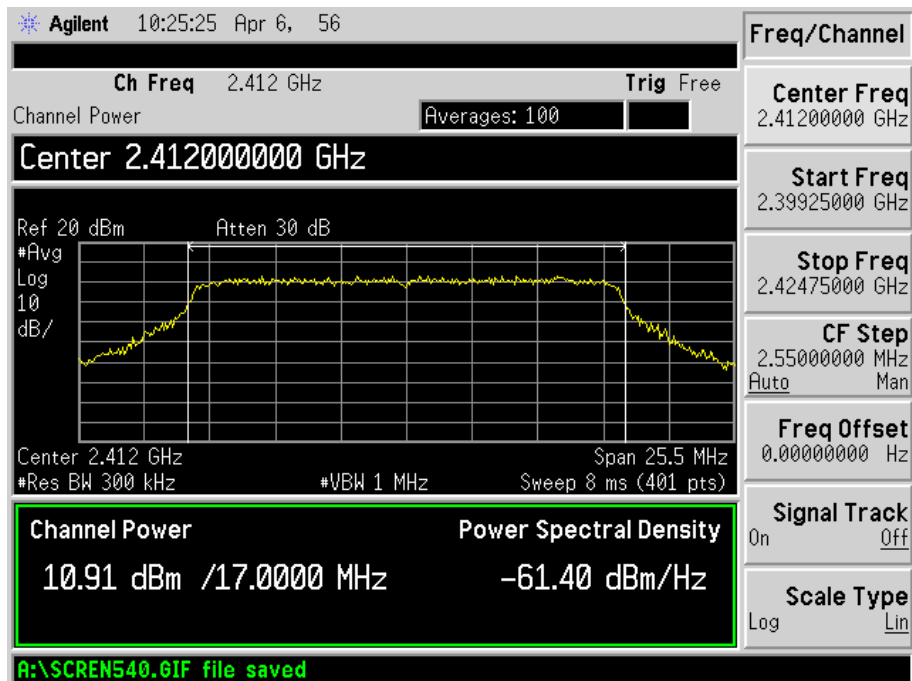 Agilent 10:25:25 Apr 6, 56
Ch Freq 2.412 GHz Trig Free
Channel Power Averages: 100
Center 2.412000000 GHz
Ref 20 dBm Atten 30 dB
#Avg
Log
10
dB/
Center 2.412 GHz Span 25.5 MHz
#Res BW 300 kHz #VBW 1 MHz Sweep 8 ms (401 pts)
Channel Power Power Spectral Density
10.91 dBm /17.0000 MHz -61.40 dBm/Hz
A:\SCREN540.GIF file saved
Freq/Channel
Center Freq
2.41200000 GHz
Start Freq
2.39925000 GHz
Stop Freq
2.42475000 GHz
CF Step
2.55000000 MHz
Auto Man
Freq Offset
0.00000000 Hz
Signal Track
On Off
Scale Type
Log Lin